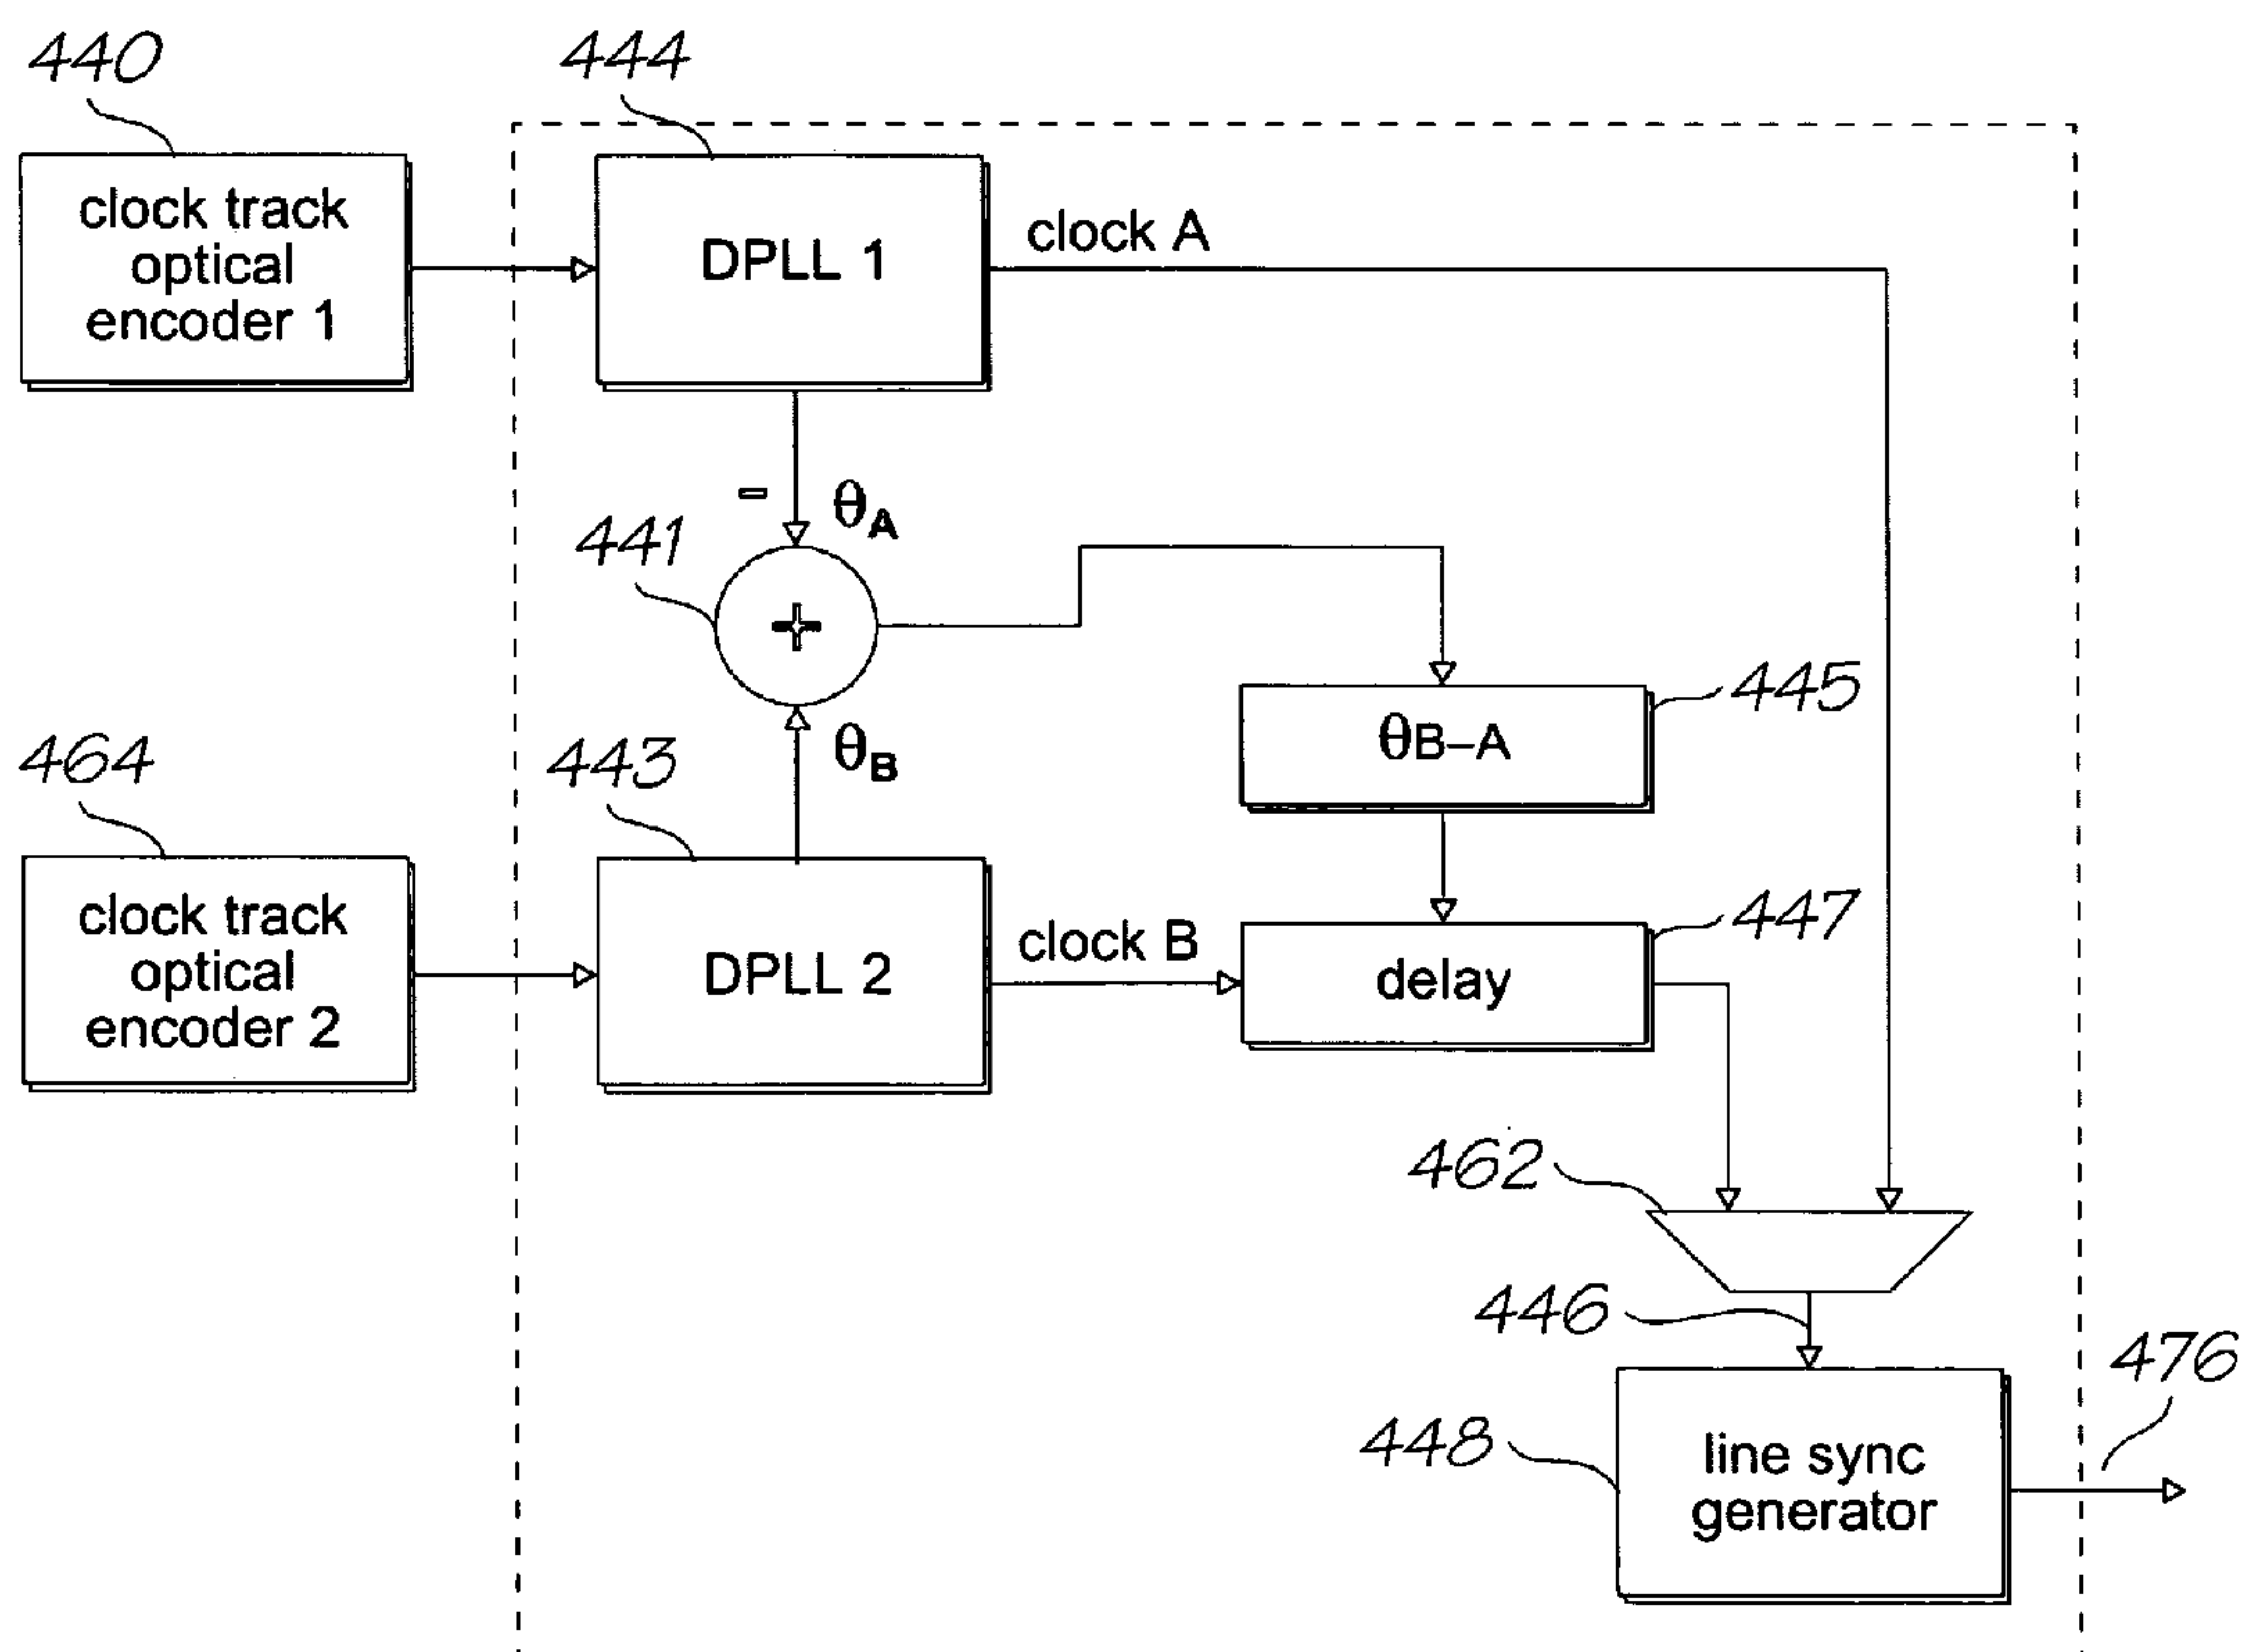 440
444
clock track
optical
encoder 1
DPLL 1
clock A
- θA
441
+
445
θB–A
464
443
θB
447
clock track
optical
encoder 2
DPLL 2
clock B
delay
462
446
476
448
line sync
generator